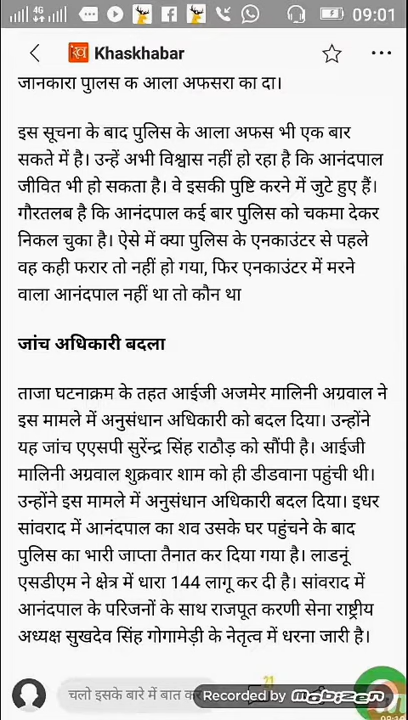 4G
09:01
Khaskhabar
जानकारी पुलिस के आला अफसरों को दी।
इस सूचना के बाद पुलिस के आला अफस भी एक बार
सकते में है। उन्हें अभी विश्वास नहीं हो रहा है कि आनंदपाल
जीवित भी हो सकता है। वे इसकी पुष्टि करने में जुटे हुए हैं।
गौरतलब है कि आनंदपाल कई बार पुलिस को चकमा देकर
निकल चुका है। ऐसे में क्या पुलिस के एनकाउंटर से पहले
वह कही फरार तो नहीं हो गया, फिर एनकाउंटर में मरने
वाला आनंदपाल नहीं था तो कौन था
जांच अधिकारी बदला
ताजा घटनाक्रम के तहत आईजी अजमेर मालिनी अग्रवाल ने
इस मामले में अनुसंधान अधिकारी को बदल दिया। उन्होंने
यह जांच एएसपी सुरेंद्र सिंह राठौड़ को सौंपी है। आईजी
मालिनी अग्रवाल शुक्रवार शाम को ही डीडवाना पहुंची थी।
उन्होंने इस मामले में अनुसंधान अधिकारी बदल दिया। इधर
सांवराद में आनंदपाल का शव उसके घर पहुंचने के बाद
पुलिस का भारी जाप्ता तैनात कर दिया गया है। लाडनूं
एसडीएम ने क्षेत्र में धारा 144 लागू कर दी है। सांवराद में
आनंदपाल के परिजनों के साथ राजपूत करणी सेना राष्ट्रीय
अध्यक्ष सुखदेव सिंह गोगामेड़ी के नेतृत्व में धरना जारी है।
चलो इसके बारे में बात कर
21
Recorded by mobizen